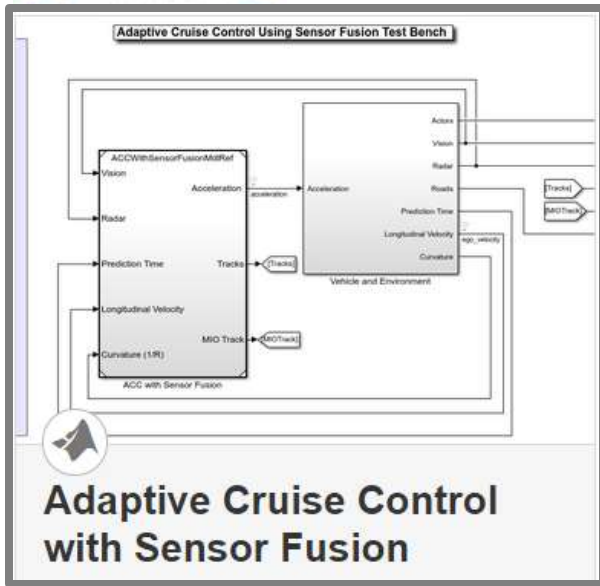 Adaptive Cruise Control Using Sensor Fusion Test Bench
ACCWithSensorFusionMdlRef
Vision
Radar
Prediction Time
Longitudinal Velocity
Curvature (1/R)
Acceleration
Tracks
MIO Track
ACC with Sensor Fusion
acceleration
[Tracks]
[MIOTrack]
Acceleration
Actors
Vision
Radar
Roads
Prediction Time
Longitudinal Velocity
Curvature
Vehicle and Environment
ego_velocity
[Tracks]
[MIOTrack]
Adaptive Cruise Control
with Sensor Fusion